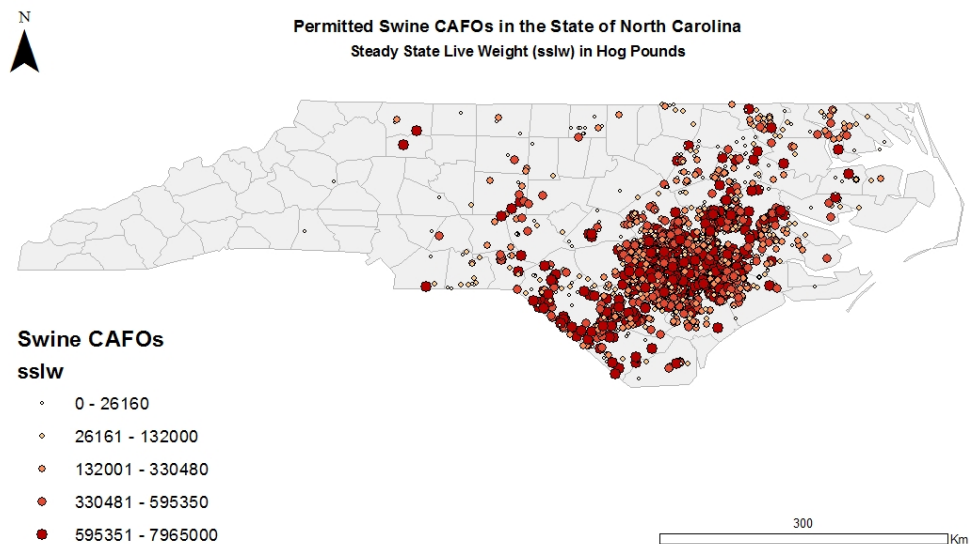 Permitted Swine CAFOs in the State of North Carolina
Steady State Live Weight (sslw) in Hog Pounds
N
Swine CAFOs
sslw
0 - 26160
26161 - 132000
132001 - 330480
330481 - 595350
595351 - 7965000
300
Km